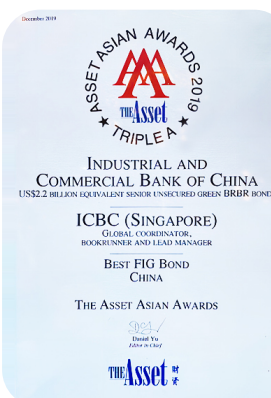 December 2019
ASSET ASIAN AWARDS 2019
THE Asset
★ TRIPLE A ★
INDUSTRIAL AND
COMMERCIAL BANK OF CHINA
US$2.2 BILLION EQUIVALENT SENIOR UNSECURED GREEN BRBR BOND
ICBC (SINGAPORE)
GLOBAL COORDINATOR,
BOOKRUNNER AND LEAD MANAGER
BEST FIG BOND
CHINA
THE ASSET ASIAN AWARDS
Daniel Yu
Editor in Chief
THE Asset 财资